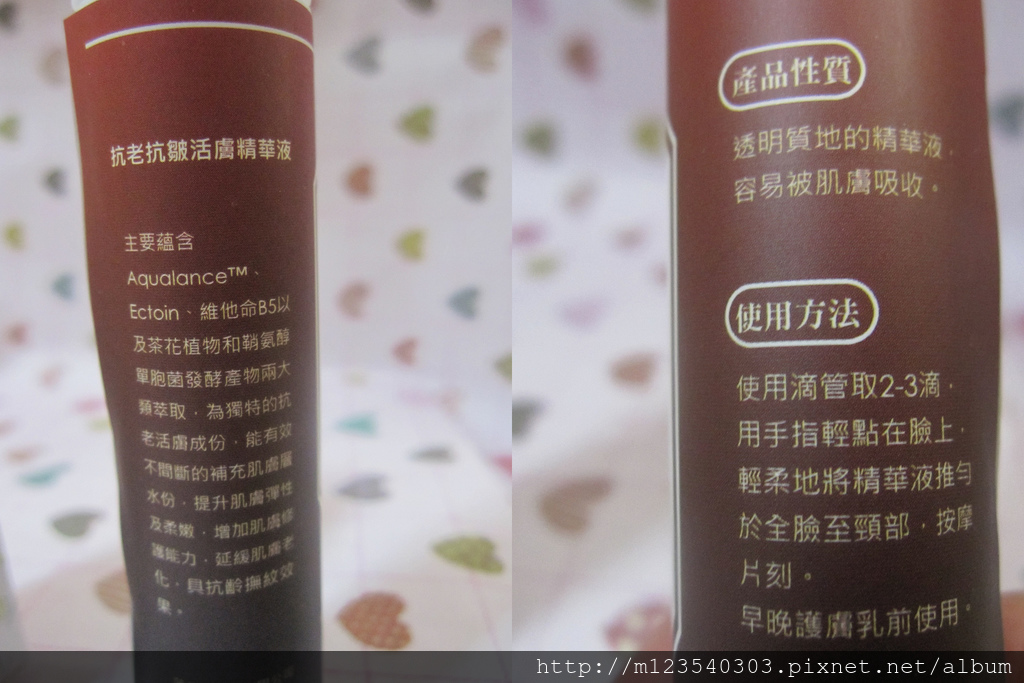 抗老抗皺活膚精華液
主要蘊含
Aqualance™、
Ectoin、維他命B5以
及茶花植物和鞘氨醇
單胞菌發酵產物兩大
類萃取，為獨特的抗
老活膚成份，能有效
不間斷的補充肌膚層
水份，提升肌膚彈性
及柔嫩，增加肌膚修
護能力，延緩肌膚老
化，具抗齡撫紋效
果。
產品性質
透明質地的精華液，
容易被肌膚吸收。
使用方法
使用滴管取2-3滴，
用手指輕點在臉上，
輕柔地將精華液推勻
於全臉至頸部，按摩
片刻。
早晚護膚乳前使用。
http://m123540303.pixnet.net/album